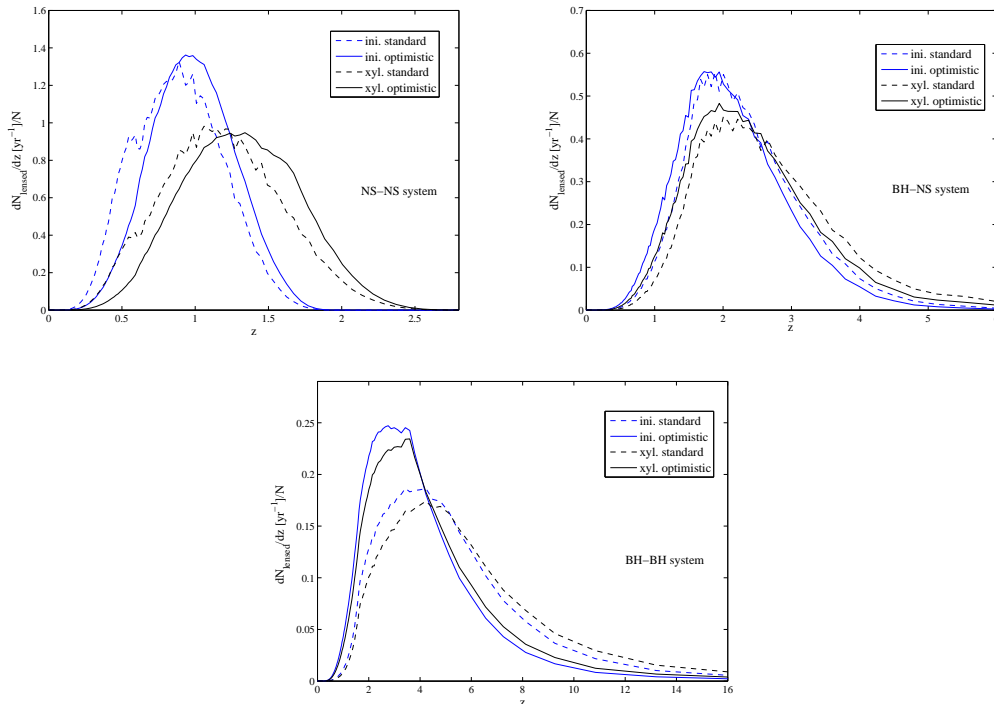 1.6
1.4
1.2
1
0.8
0.6
0.4
0.2
0
0
0.5
1
1.5
2
2.5
z
dN_lensed/dz [yr^−1]/N
ini. standard
ini. optimistic
xyl. standard
xyl. optimistic
NS−NS system
0.7
0.6
0.5
0.4
0.3
0.2
0.1
0
0
1
2
3
4
5
z
dN_lensed/dz [yr^−1]/N
ini. standard
ini. optimistic
xyl. standard
xyl. optimistic
BH−NS system
0.25
0.2
0.15
0.1
0.05
0
0
2
4
6
8
10
12
14
16
z
dN_lensed/dz [yr^−1]/N
ini. standard
ini. optimistic
xyl. standard
xyl. optimistic
BH−BH system